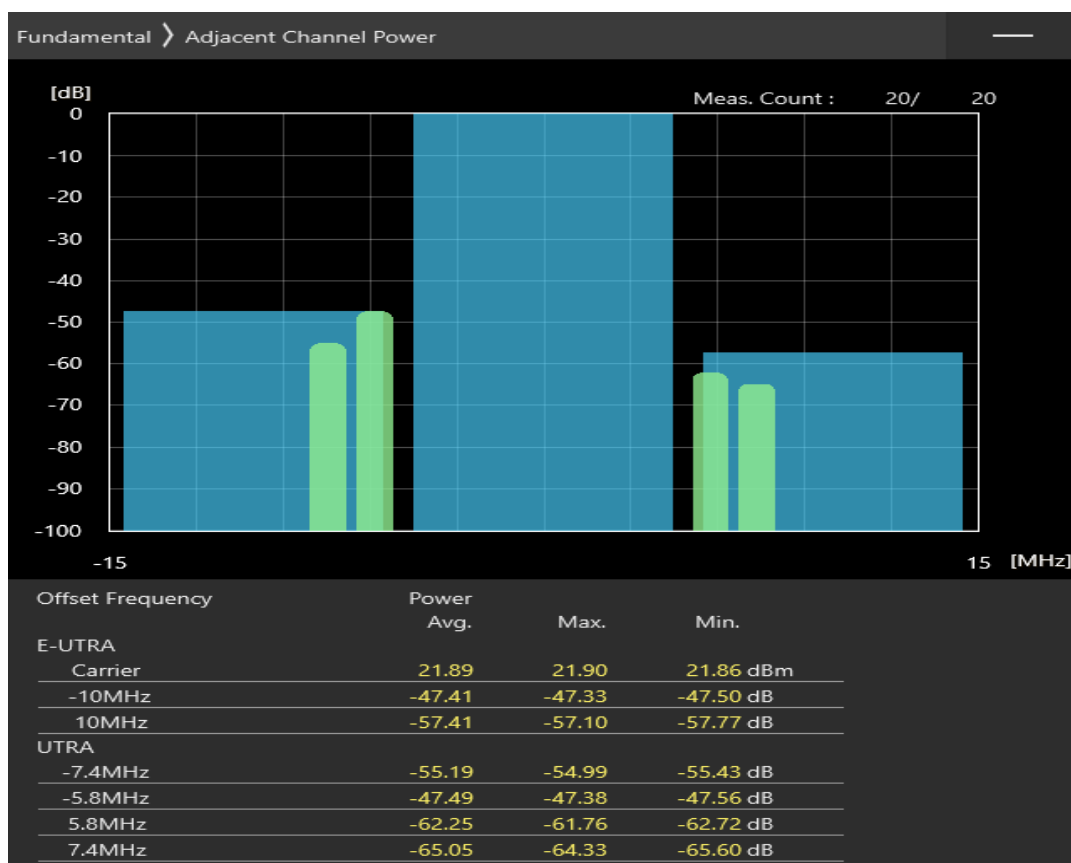 Fundamental > Adjacent Channel Power
[dB]
Meas. Count : 20/ 20
0
-10
-20
-30
-40
-50
-60
-70
-80
-90
-100
-15 15 [MHz]
Offset Frequency Power
Avg. Max. Min.
E-UTRA
Carrier 21.89 21.90 21.86 dBm
-10MHz -47.41 -47.33 -47.50 dB
10MHz -57.41 -57.10 -57.77 dB
UTRA
-7.4MHz -55.19 -54.99 -55.43 dB
-5.8MHz -47.49 -47.38 -47.56 dB
5.8MHz -62.25 -61.76 -62.72 dB
7.4MHz -65.05 -64.33 -65.60 dB